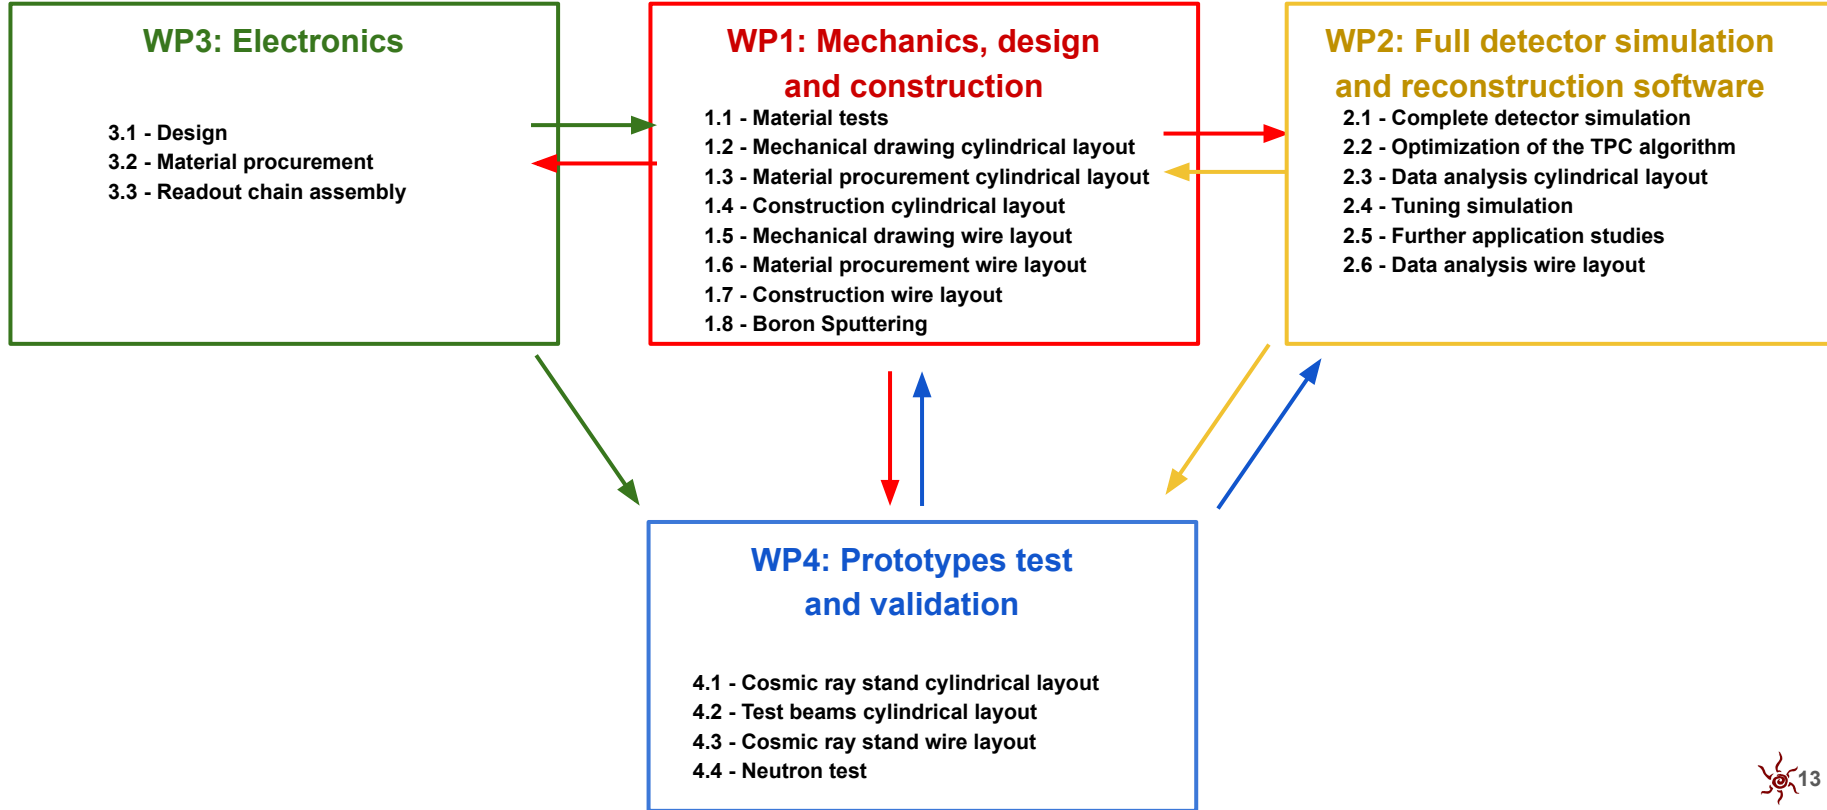 WP3: Electronics
3.1 - Design
3.2 - Material procurement
3.3 - Readout chain assembly
WP1: Mechanics, design
and construction
1.1 - Material tests
1.2 - Mechanical drawing cylindrical layout
1.3 - Material procurement cylindrical layout
1.4 - Construction cylindrical layout
1.5 - Mechanical drawing wire layout
1.6 - Material procurement wire layout
1.7 - Construction wire layout
1.8 - Boron Sputtering
WP2: Full detector simulation
and reconstruction software
2.1 - Complete detector simulation
2.2 - Optimization of the TPC algorithm
2.3 - Data analysis cylindrical layout
2.4 - Tuning simulation
2.5 - Further application studies
2.6 - Data analysis wire layout
WP4: Prototypes test
and validation
4.1 - Cosmic ray stand cylindrical layout
4.2 - Test beams cylindrical layout
4.3 - Cosmic ray stand wire layout
4.4 - Neutron test
13